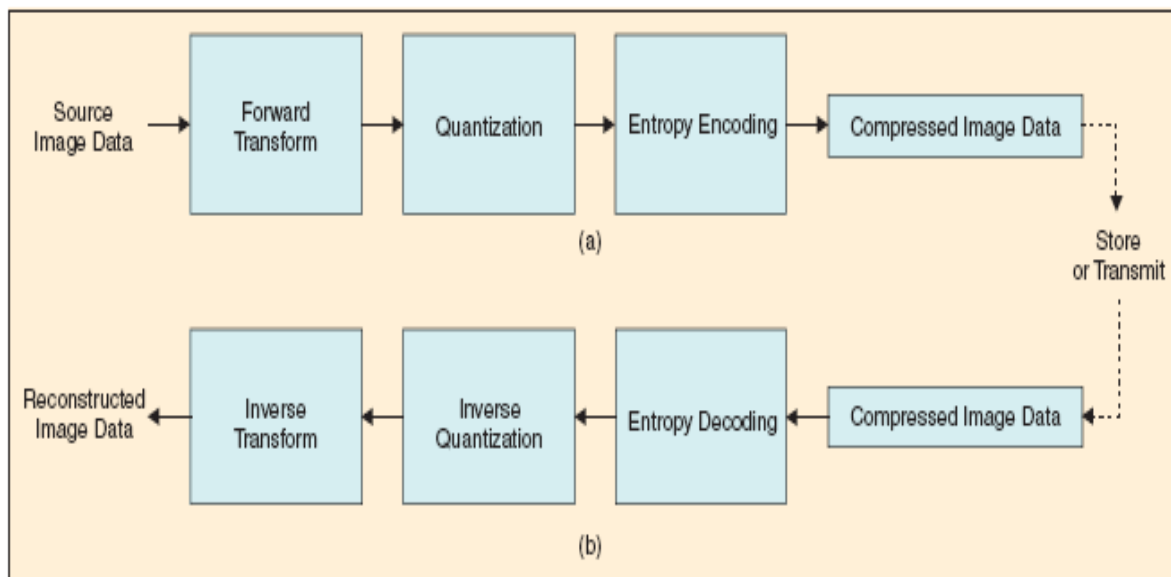 Source
Image Data
Forward
Transform
Quantization
Entropy Encoding
Compressed Image Data
(a)
Store
or Transmit
Reconstructed
Image Data
Inverse
Transform
Inverse
Quantization
Entropy Decoding
Compressed Image Data
(b)